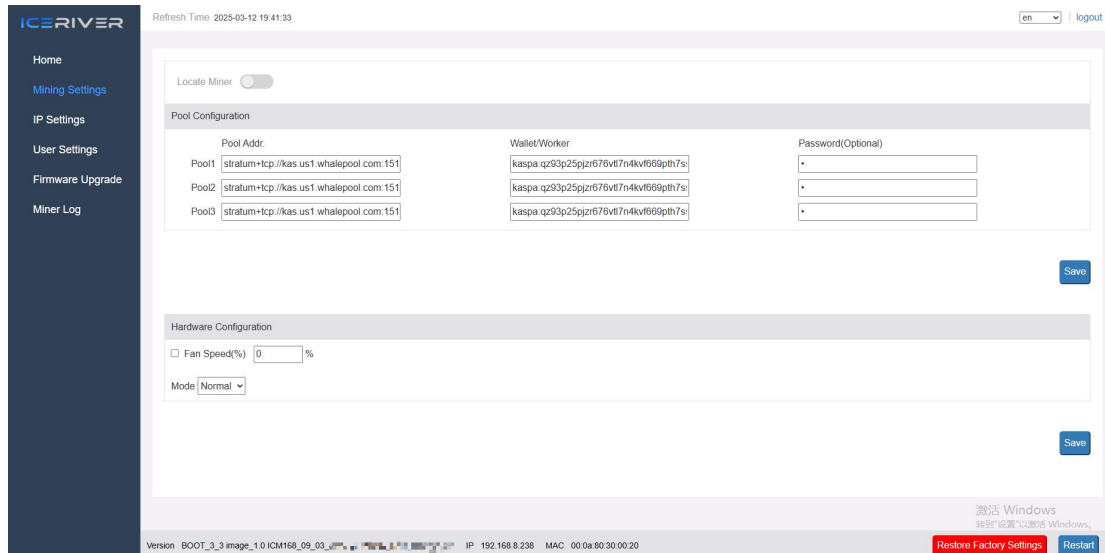 ICERIVER
Refresh Time 2025-03-12 19:41:33
en
logout
Home
Mining Settings
IP Settings
User Settings
Firmware Upgrade
Miner Log
Locate Miner
Pool Configuration
Pool Addr. Wallet/Worker Password(Optional)
Pool1 stratum+tcp://kas.us1.whalepool.com:151 kaspa:qz93p25pjzr676vtl7n4kvf669pth7s •
Pool2 stratum+tcp://kas.us1.whalepool.com:151 kaspa:qz93p25pjzr676vtl7n4kvf669pth7s •
Pool3 stratum+tcp://kas.us1.whalepool.com:151 kaspa:qz93p25pjzr676vtl7n4kvf669pth7s •
Save
Hardware Configuration
Fan Speed(%) 0 %
Mode Normal
Save
激活 Windows
转到"设置"以激活 Windows。
Version BOOT_3_3 image_1.0 ICM168_09_03_ IP 192.168.8.238 MAC 00:0a:80:30:00:20
Restore Factory Settings
Restart